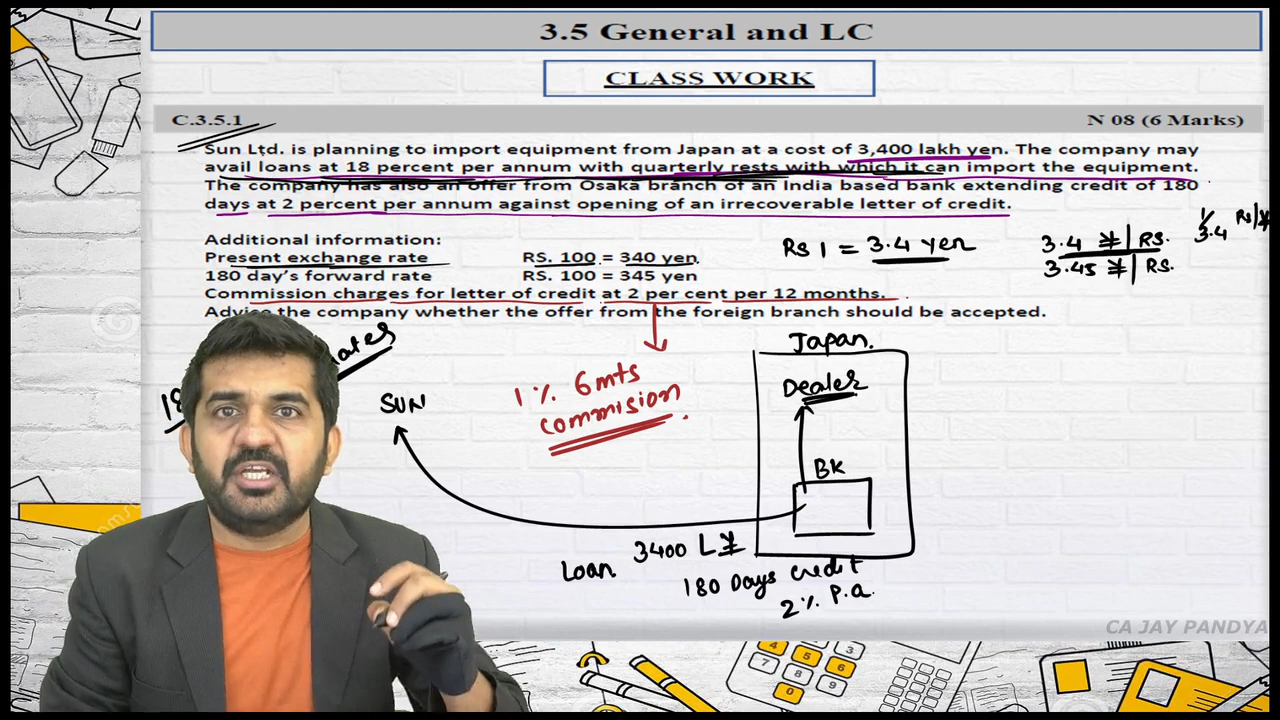 3.5 General and LC
CLASS WORK
C.3.5.1 N 08 (6 Marks)
Sun Ltd. is planning to import equipment from Japan at a cost of 3,400 lakh yen. The company may
avail loans at 18 percent per annum with quarterly rests with which it can import the equipment.
The company has also an offer from Osaka branch of an India based bank extending credit of 180
days at 2 percent per annum against opening of an irrecoverable letter of credit.
Additional information:
Present exchange rate RS. 100 = 340 yen.
180 day's forward rate RS. 100 = 345 yen
Commission charges for letter of credit at 2 per cent per 12 months.
Advise the company whether the offer from the foreign branch should be accepted.
Rs 1 = 3.4 yen
3.4 ¥ | RS.
3.45 ¥ | RS.
1/3.4 Rs|¥
18
SUN
1% 6mts
commision
Japan.
Dealer
BK
Loan 3400 L¥
180 Days credit
2% P.a.
CA JAY PANDYA